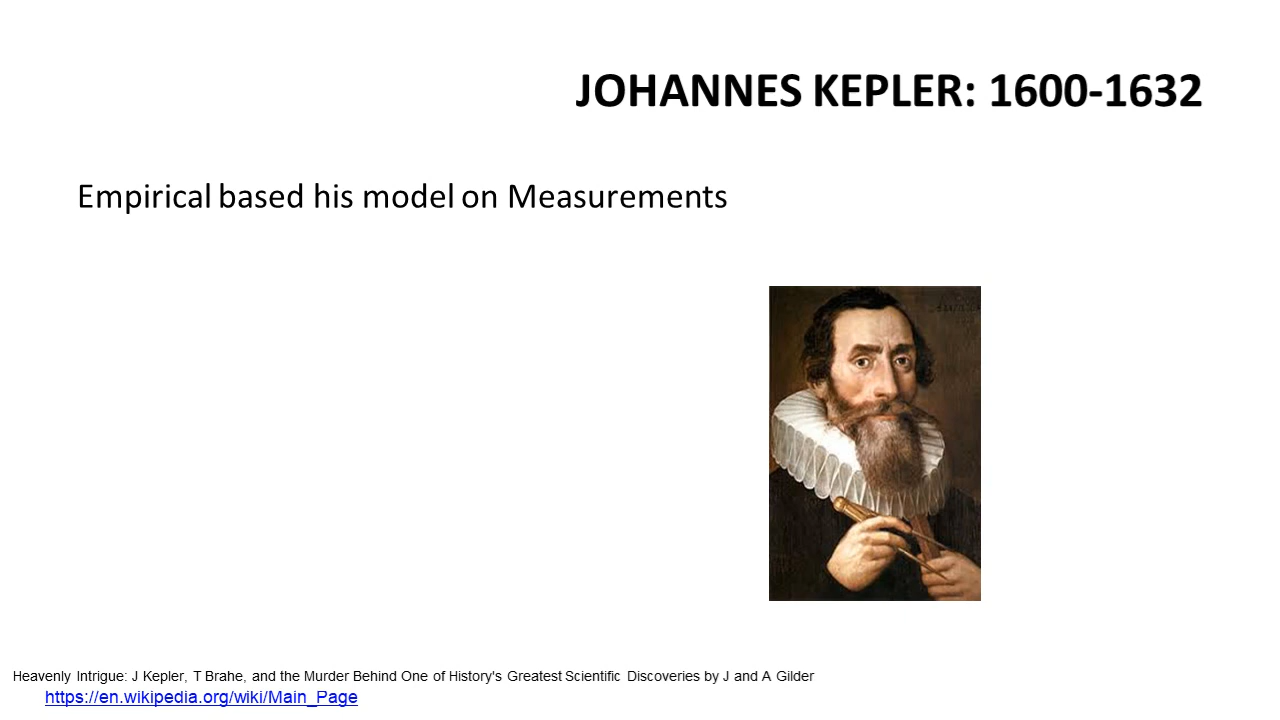 JOHANNES KEPLER: 1600-1632
Empirical based his model on Measurements
Heavenly Intrigue: J Kepler, T Brahe, and the Murder Behind One of History's Greatest Scientific Discoveries by J and A Gilder
https://en.wikipedia.org/wiki/Main_Page